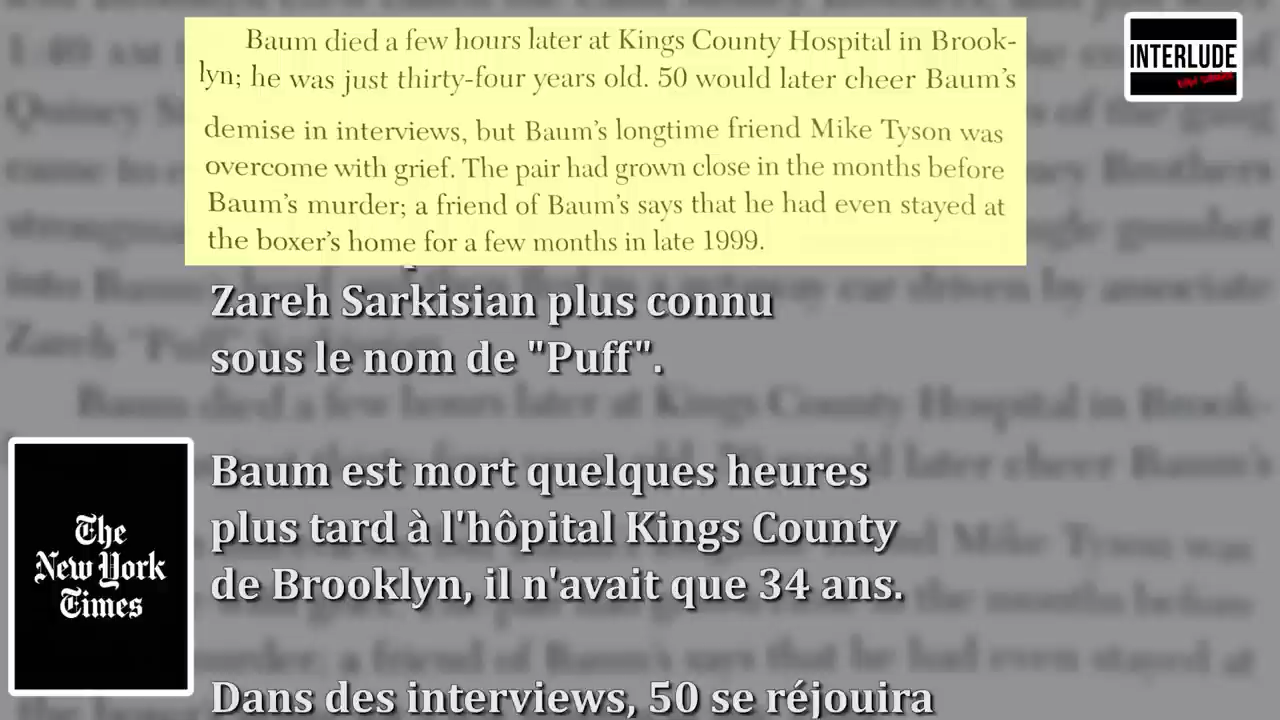 Baum died a few hours later at Kings County Hospital in Brook-
lyn; he was just thirty-four years old. 50 would later cheer Baum's
demise in interviews, but Baum's longtime friend Mike Tyson was
overcome with grief. The pair had grown close in the months before
Baum's murder; a friend of Baum's says that he had even stayed at
the boxer's home for a few months in late 1999.
INTERLUDE
Zareh Sarkisian plus connu
sous le nom de "Puff".
Baum est mort quelques heures
plus tard à l'hôpital Kings County
de Brooklyn, il n'avait que 34 ans.
Dans des interviews, 50 se réjouira
The
New York
Times